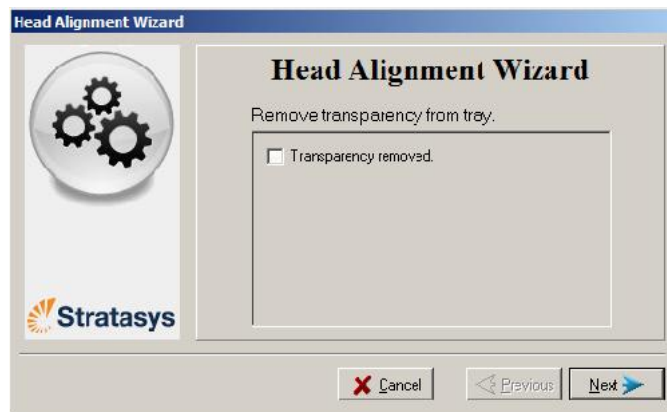 Head Alignment Wizard
Head Alignment Wizard
Remove transparency from tray.
Transparency removed.
Stratasys
Cancel
Previous
Next